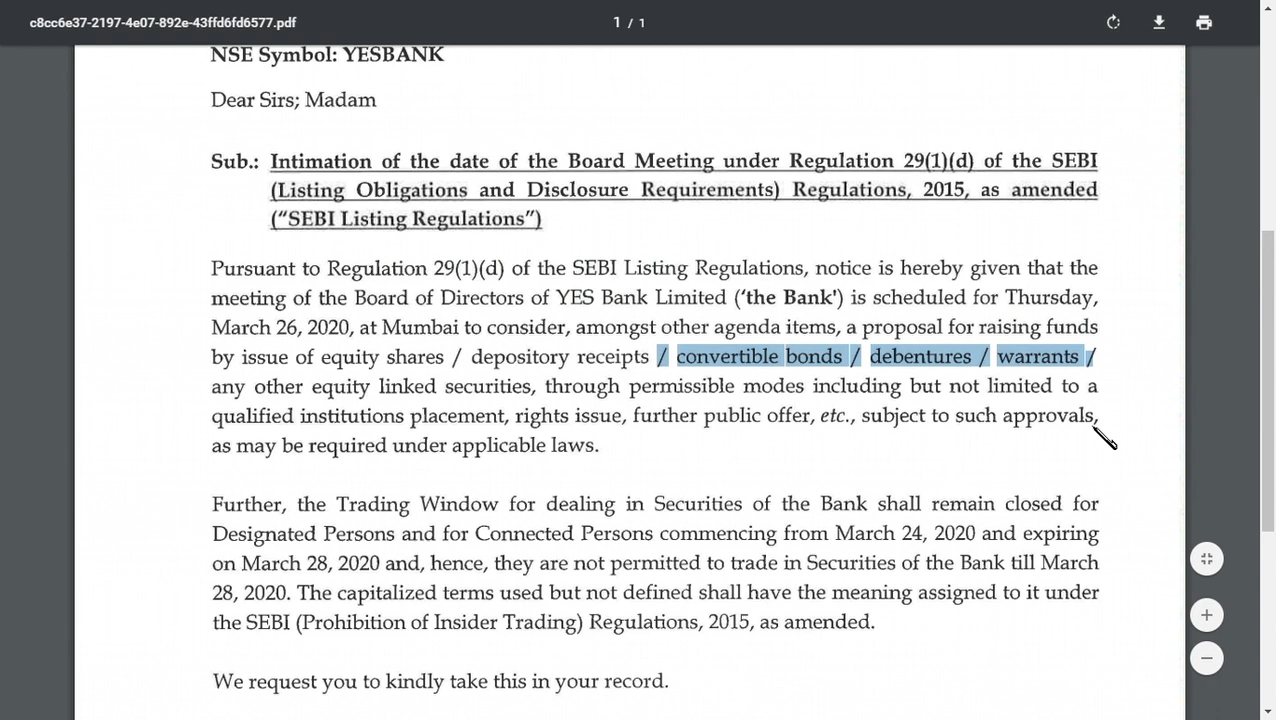 c8cc6e37-2197-4e07-892e-43ffd6fd6577.pdf
1 / 1
NSE Symbol: YESBANK
Dear Sirs; Madam
Sub.: Intimation of the date of the Board Meeting under Regulation 29(1)(d) of the SEBI
(Listing Obligations and Disclosure Requirements) Regulations, 2015, as amended
(“SEBI Listing Regulations”)
Pursuant to Regulation 29(1)(d) of the SEBI Listing Regulations, notice is hereby given that the
meeting of the Board of Directors of YES Bank Limited (‘the Bank') is scheduled for Thursday,
March 26, 2020, at Mumbai to consider, amongst other agenda items, a proposal for raising funds
by issue of equity shares / depository receipts / convertible bonds / debentures / warrants /
any other equity linked securities, through permissible modes including but not limited to a
qualified institutions placement, rights issue, further public offer, etc., subject to such approvals,
as may be required under applicable laws.
Further, the Trading Window for dealing in Securities of the Bank shall remain closed for
Designated Persons and for Connected Persons commencing from March 24, 2020 and expiring
on March 28, 2020 and, hence, they are not permitted to trade in Securities of the Bank till March
28, 2020. The capitalized terms used but not defined shall have the meaning assigned to it under
the SEBI (Prohibition of Insider Trading) Regulations, 2015, as amended.
We request you to kindly take this in your record.